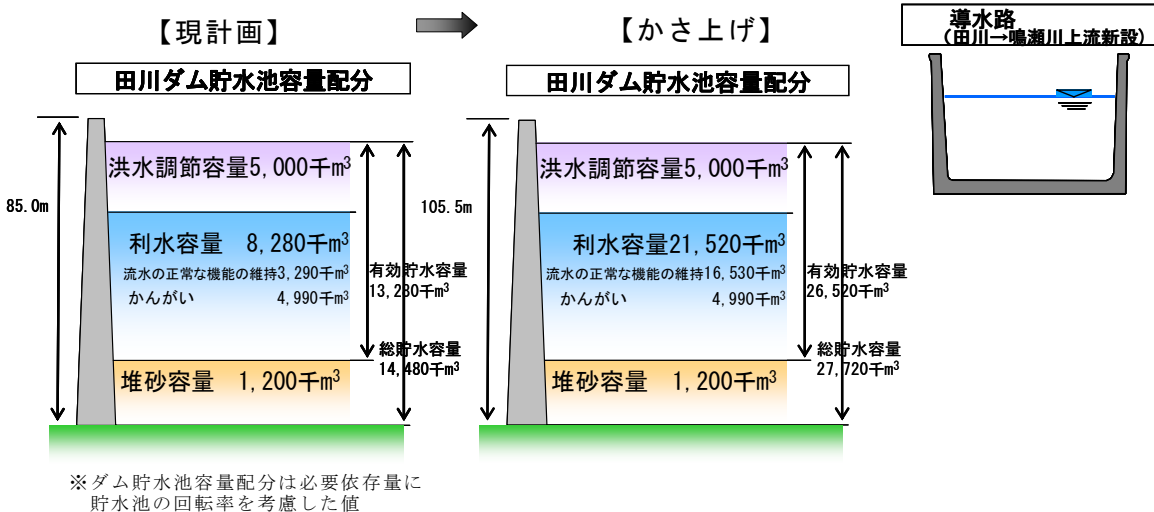 【現計画】
田川ダム貯水池容量配分
85.0m
洪水調節容量5,000千m³
利水容量 8,280千m³
流水の正常な機能の維持3,290千m³
かんがい 4,990千m³
有効貯水容量
13,280千m³
総貯水容量
14,480千m³
堆砂容量 1,200千m³
※ダム貯水池容量配分は必要依存量に
貯水池の回転率を考慮した値
【かさ上げ】
田川ダム貯水池容量配分
105.5m
洪水調節容量5,000千m³
利水容量21,520千m³
流水の正常な機能の維持16,530千m³
かんがい 4,990千m³
有効貯水容量
26,520千m³
総貯水容量
27,720千m³
堆砂容量 1,200千m³
導水路
(田川→鳴瀬川上流新設)